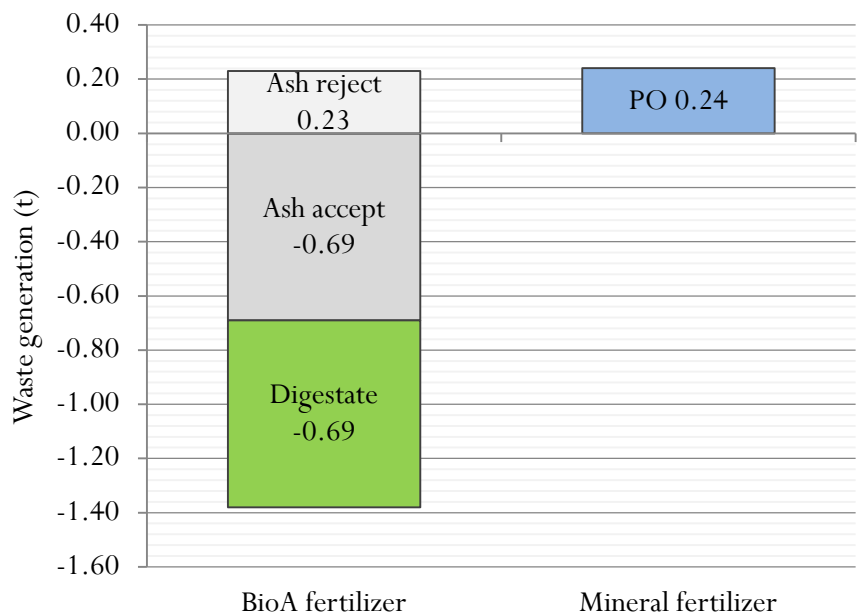 0.40
0.20
0.00
-0.20
-0.40
-0.60
-0.80
-1.00
-1.20
-1.40
-1.60
Waste generation (t)
Ash reject
0.23
Ash accept
-0.69
Digestate
-0.69
PO 0.24
BioA fertilizer
Mineral fertilizer